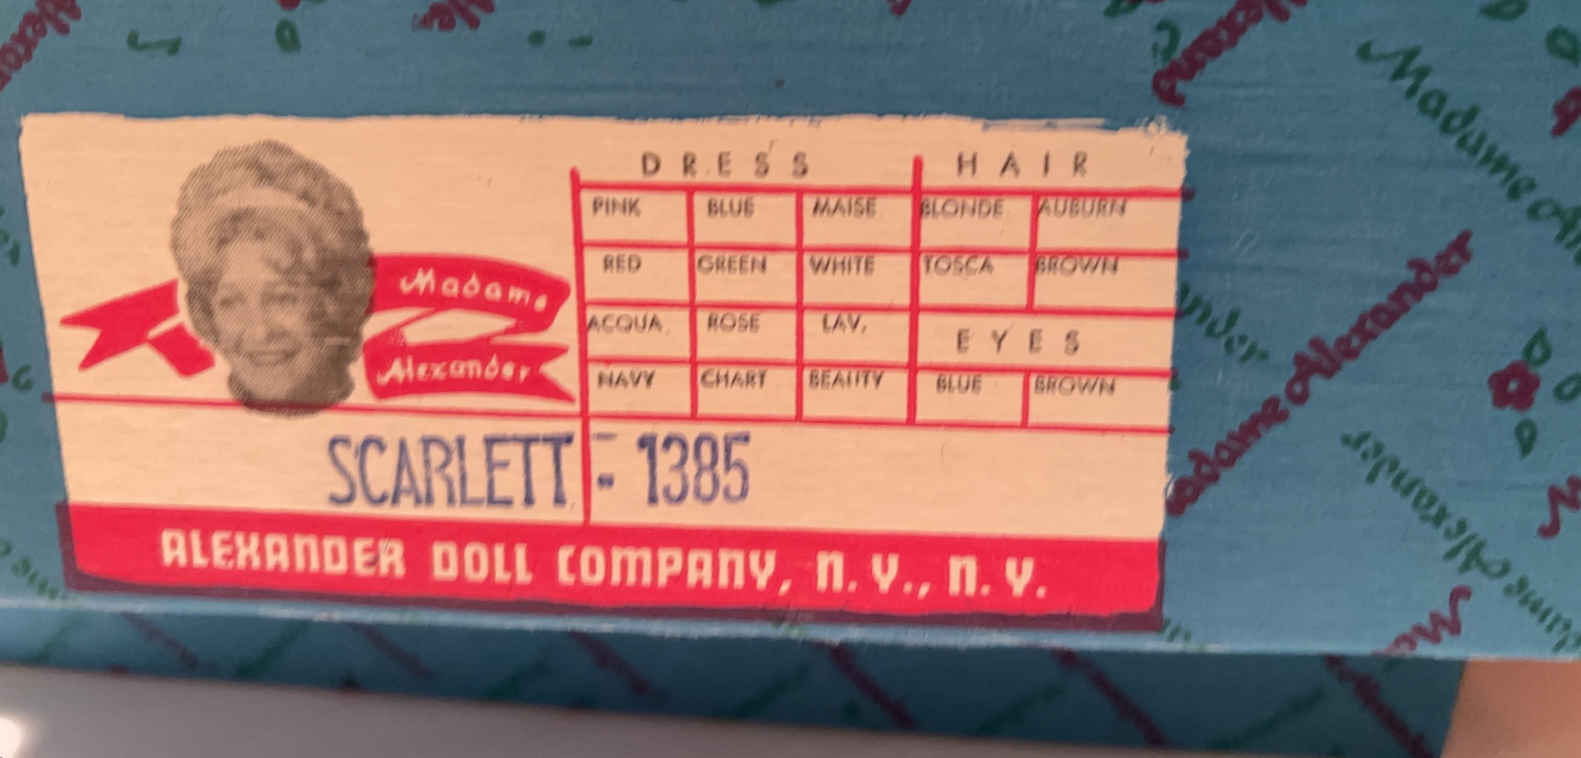 DRESS HAIR
PINK BLUE MAISE BLONDE AUBURN
RED GREEN WHITE TOSCA BROWN
ACQUA ROSE LAV.
EYES
NAVY CHART BEAUTY BLUE BROWN
Madame
Alexander
SCARLETT - 1385
ALEXANDER DOLL COMPANY, N.Y., N.Y.
Madame
Madame Alexander
Alexander